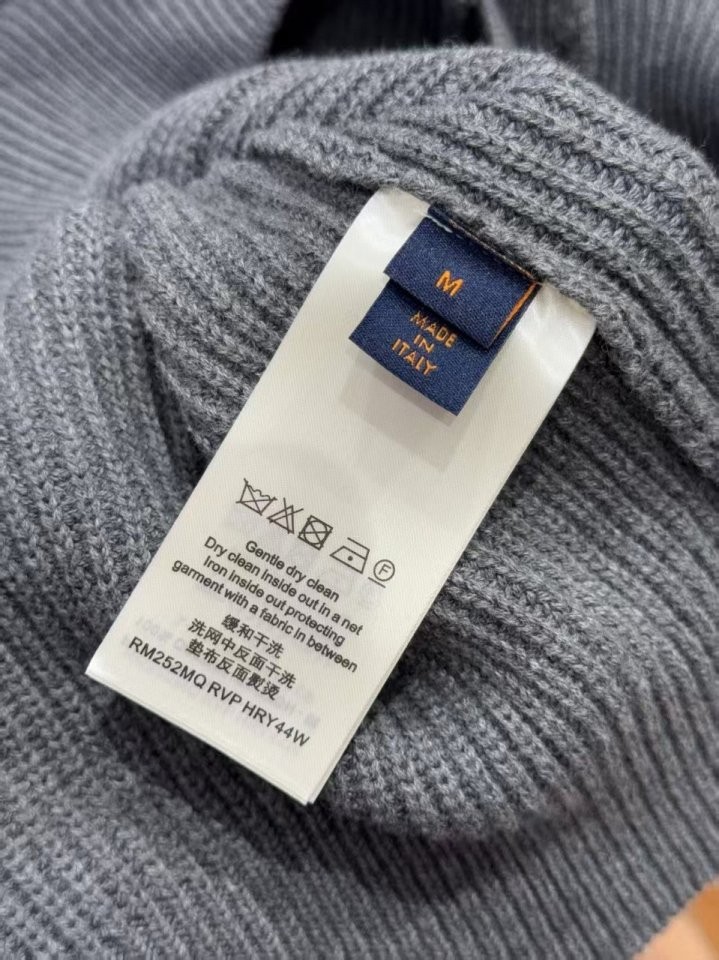 M
MADE
IN
ITALY
F
Gentle dry clean
Dry clean inside out in a net
Iron inside out protecting
garment with a fabric in between
缓和干洗
洗网中反面干洗
垫布反面熨烫
RM252MQ RVP HRY44W